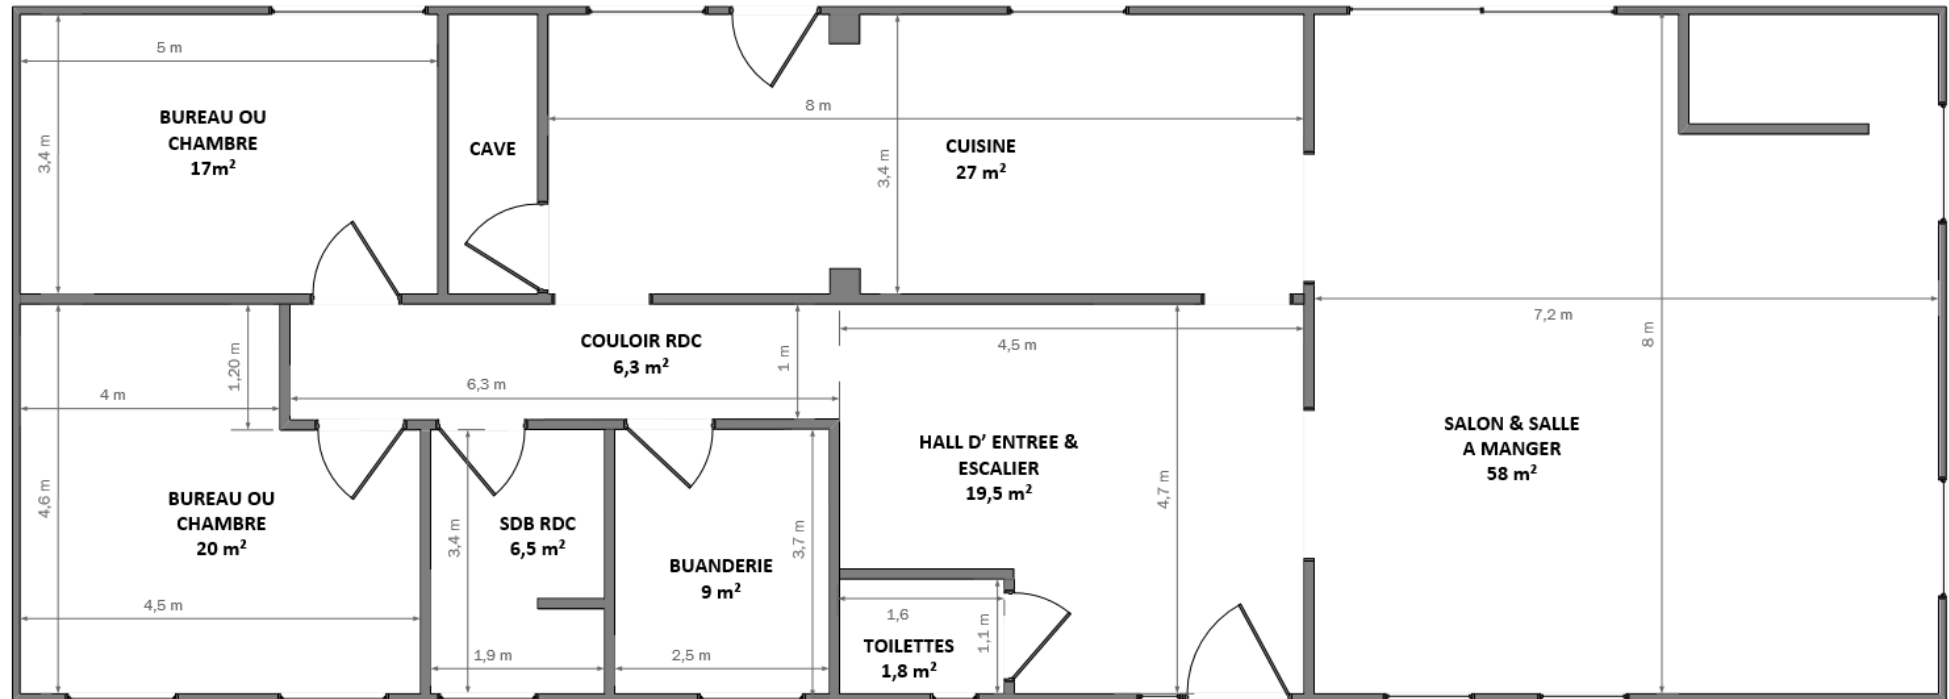 5 m
3,4 m
BUREAU OU
CHAMBRE
17m²
CAVE
8 m
3,4 m
CUISINE
27 m²
7,2 m
8 m
SALON & SALLE
A MANGER
58 m²
1,20 m
4 m
4,6 m
BUREAU OU
CHAMBRE
20 m²
4,5 m
COULOIR RDC
6,3 m²
6,3 m
1 m
4,5 m
HALL D’ ENTREE &
ESCALIER
19,5 m²
4,7 m
3,4 m
SDB RDC
6,5 m²
1,9 m
BUANDERIE
9 m²
3,7 m
2,5 m
1,6
1,1 m
TOILETTES
1,8 m²